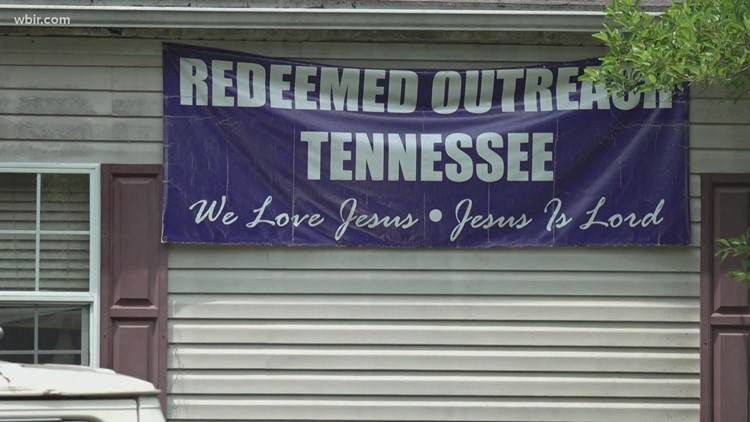 wbir.com
REDEEMED OUTREACH
TENNESSEE
We Love Jesus • Jesus Is Lord